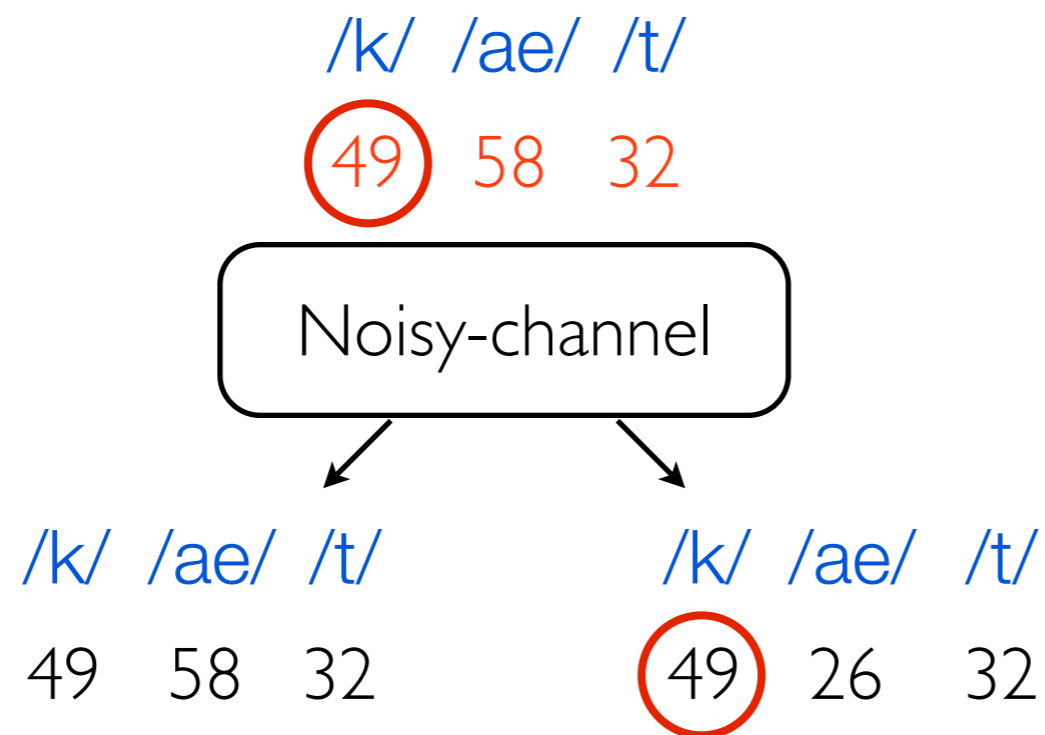 /k/ /ae/ /t/
49 58 32
Noisy-channel
/k/ /ae/ /t/ /k/ /ae/ /t/
49 58 32 49 26 32